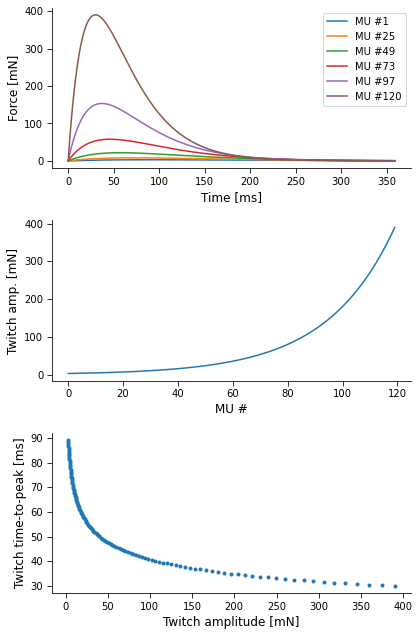 400
300
200
100
0
Force [mN]
MU #1
MU #25
MU #49
MU #73
MU #97
MU #120
0 50 100 150 200 250 300 350
Time [ms]
400
300
200
100
0
Twitch amp. [mN]
0 20 40 60 80 100 120
MU #
90
80
70
60
50
40
30
Twitch time-to-peak [ms]
0 50 100 150 200 250 300 350 400
Twitch amplitude [mN]